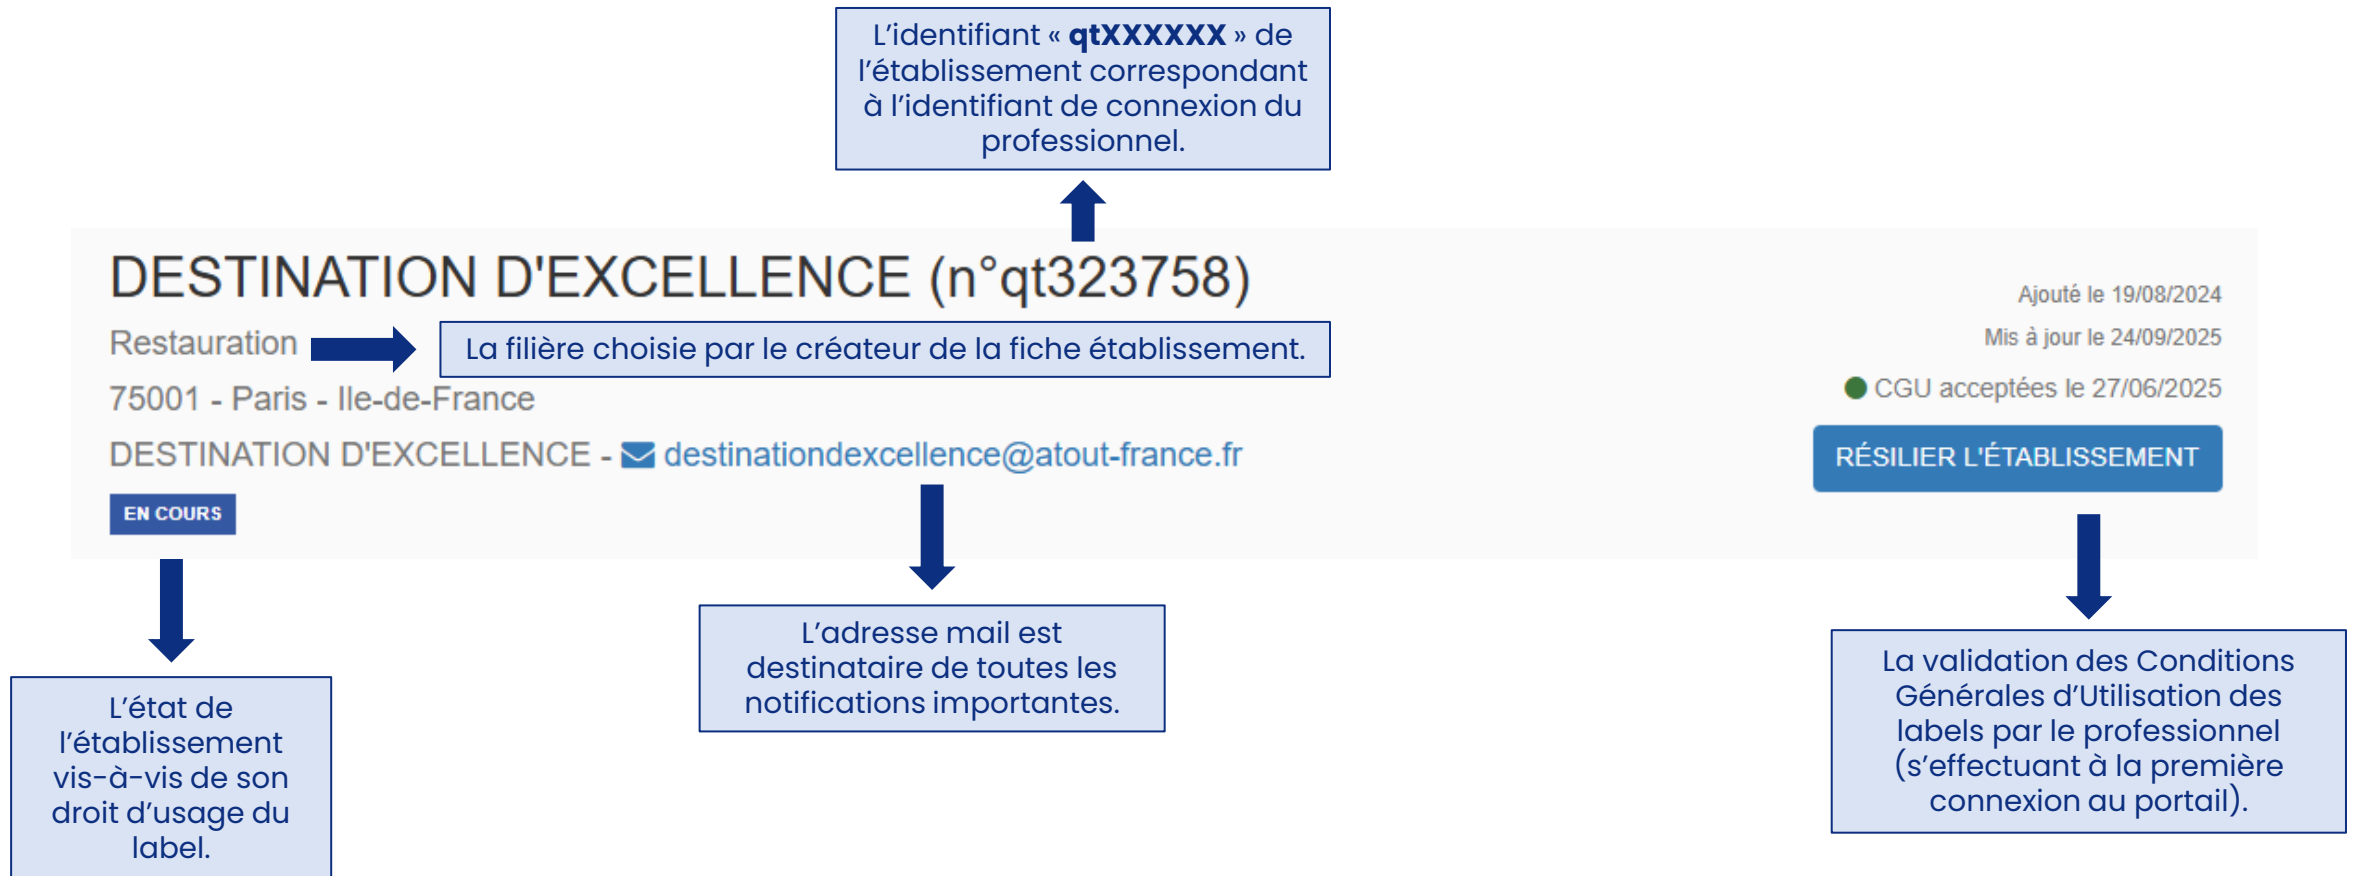 L’identifiant « qtXXXXXX » de
l’établissement correspondant
à l’identifiant de connexion du
professionnel.
DESTINATION D'EXCELLENCE (n°qt323758)
Ajouté le 19/08/2024
Restauration
La filière choisie par le créateur de la fiche établissement.
Mis à jour le 24/09/2025
75001 - Paris - Ile-de-France
CGU acceptées le 27/06/2025
DESTINATION D'EXCELLENCE - destinationdexcellence@atout-france.fr
RÉSILIER L'ÉTABLISSEMENT
EN COURS
L’adresse mail est
destinataire de toutes les
notifications importantes.
La validation des Conditions
Générales d’Utilisation des
labels par le professionnel
(s’effectuant à la première
connexion au portail).
L’état de
l’établissement
vis-à-vis de son
droit d’usage du
label.